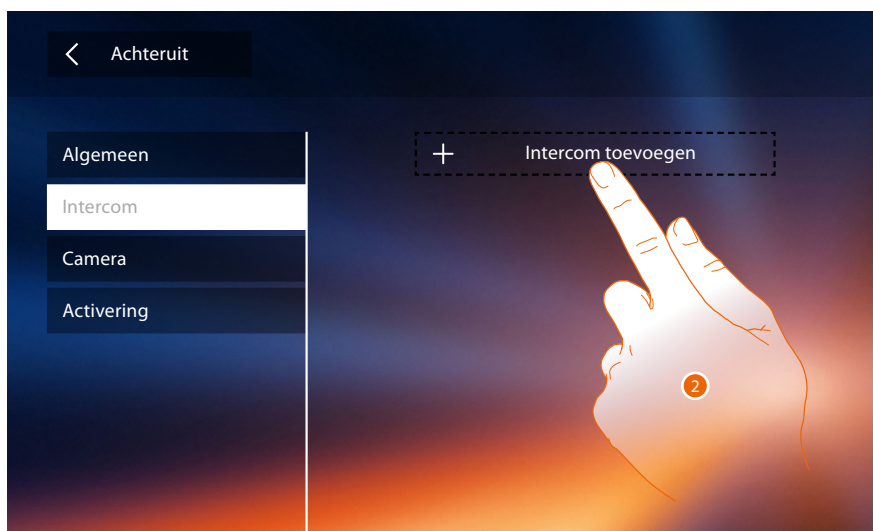 Achteruit
Algemeen
Intercom
Camera
Activering
Intercom toevoegen
2